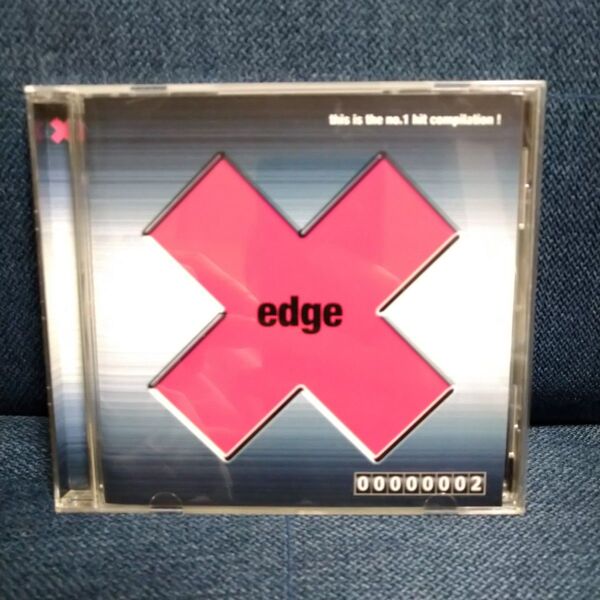 this is the no.1 hit compilation !
edge
00000002